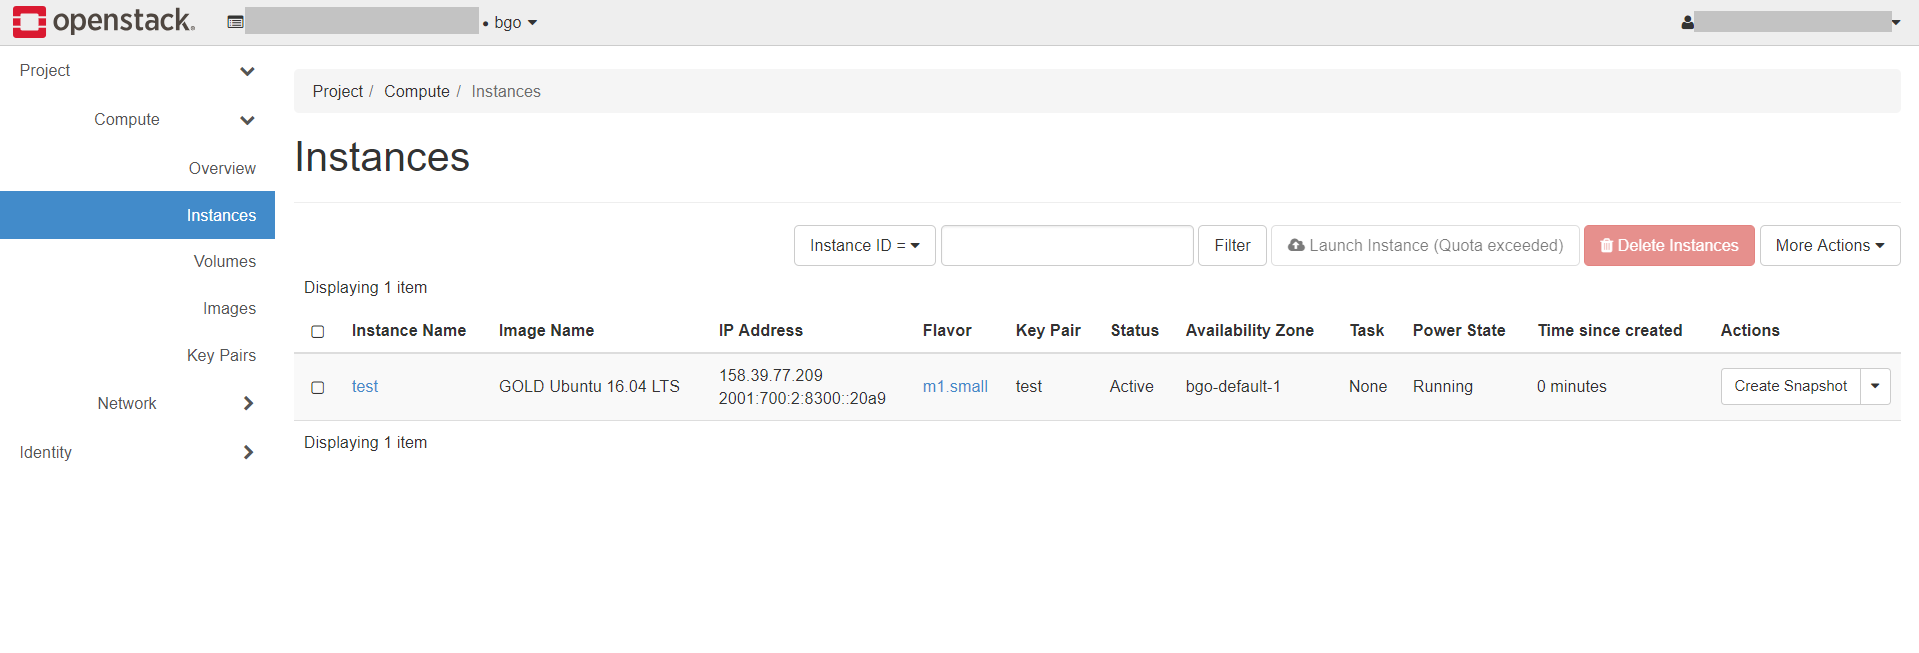 openstack. • bgo
Project
Compute
Overview
Instances
Volumes
Images
Key Pairs
Network
Identity
Project / Compute / Instances
Instances
Instance ID = Filter Launch Instance (Quota exceeded) Delete Instances More Actions
Displaying 1 item
Instance Name Image Name IP Address Flavor Key Pair Status Availability Zone Task Power State Time since created Actions
test GOLD Ubuntu 16.04 LTS 158.39.77.209 m1.small test Active bgo-default-1 None Running 0 minutes Create Snapshot
2001:700:2:8300::20a9
Displaying 1 item